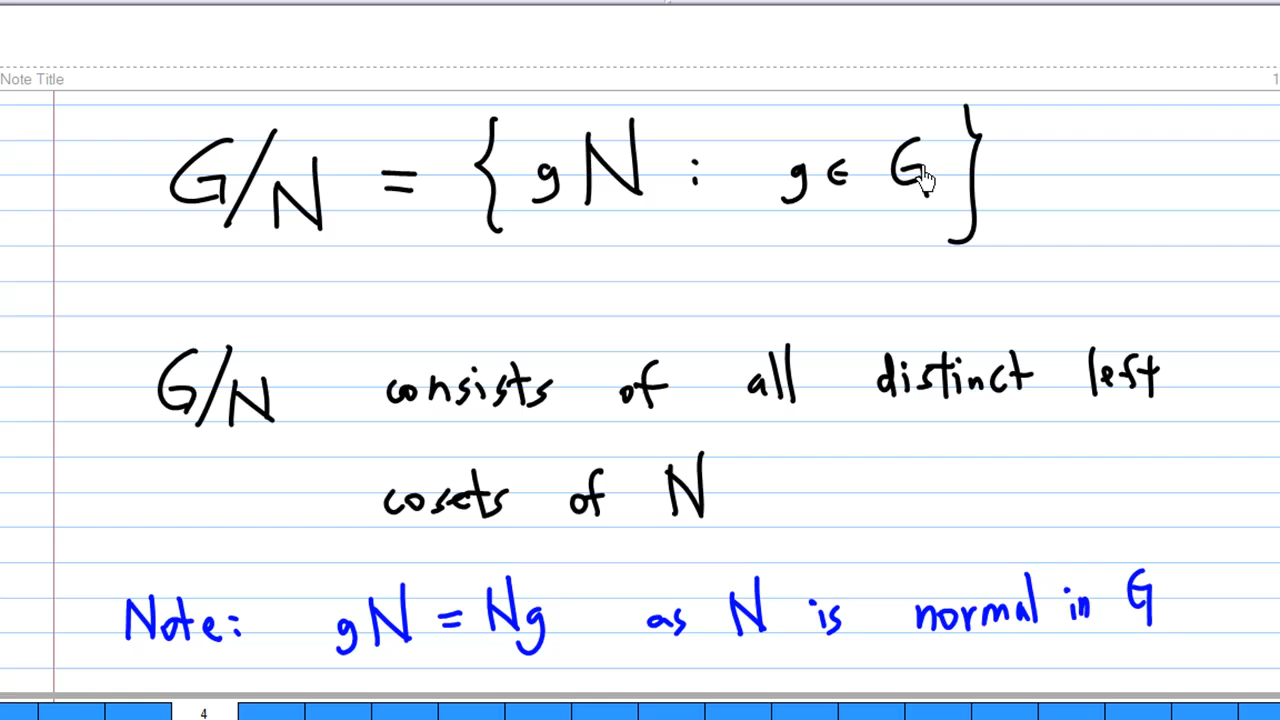 Note Title
1
G/N = { gN : g ∈ G }
G/N consists of all distinct left
cosets of N
Note: gN = Ng as N is normal in G
4